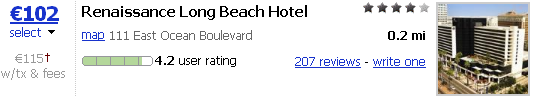 €102
select
€115†
w/tx & fees
Renaissance Long Beach Hotel
map 111 East Ocean Boulevard
0.2 mi
4.2 user rating
207 reviews - write one